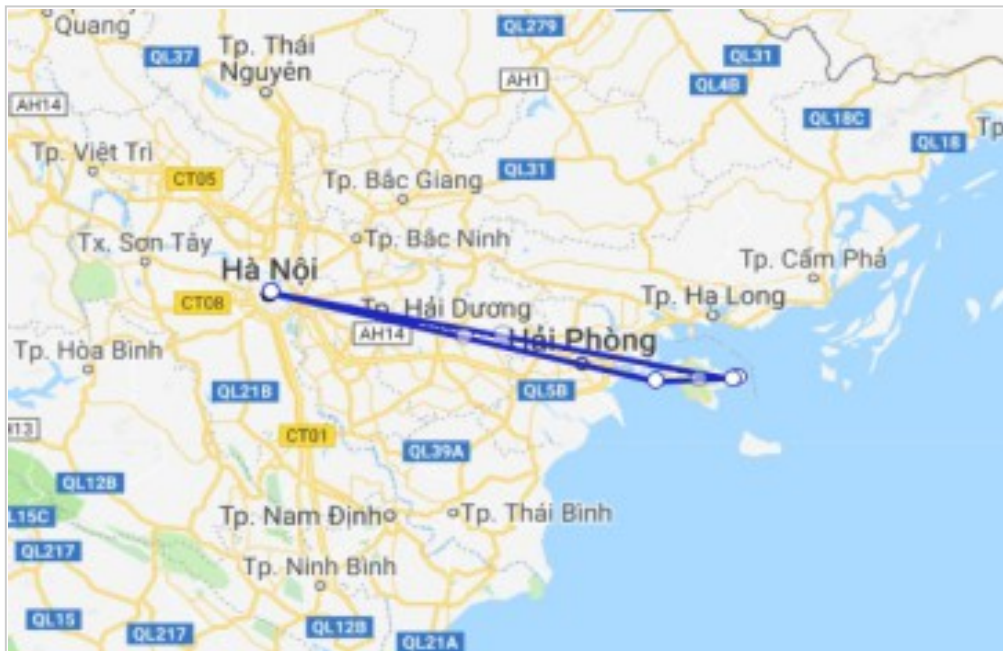 Quang
QL37
Tp. Thái
Nguyên
QL279
AH1
QL31
QL4B
QL18C
QL18
Tp
AH14
Tp. Việt Trì
CT05
Tp. Bắc Giang
QL31
Tx. Sơn Tây
Tp. Bắc Ninh
Hà Nội
CT08
Tp. Cẩm Phả
Tp. Hạ Long
Tp. Hải Dương
AH14
Hải Phòng
Tp. Hòa Bình
QL21B
QL5B
H13
CT01
QL39A
QL12B
QL15C
Tp. Nam Định
Tp. Thái Bình
QL217
Tp. Ninh Bình
QL15
QL217
QL12B
QL21A